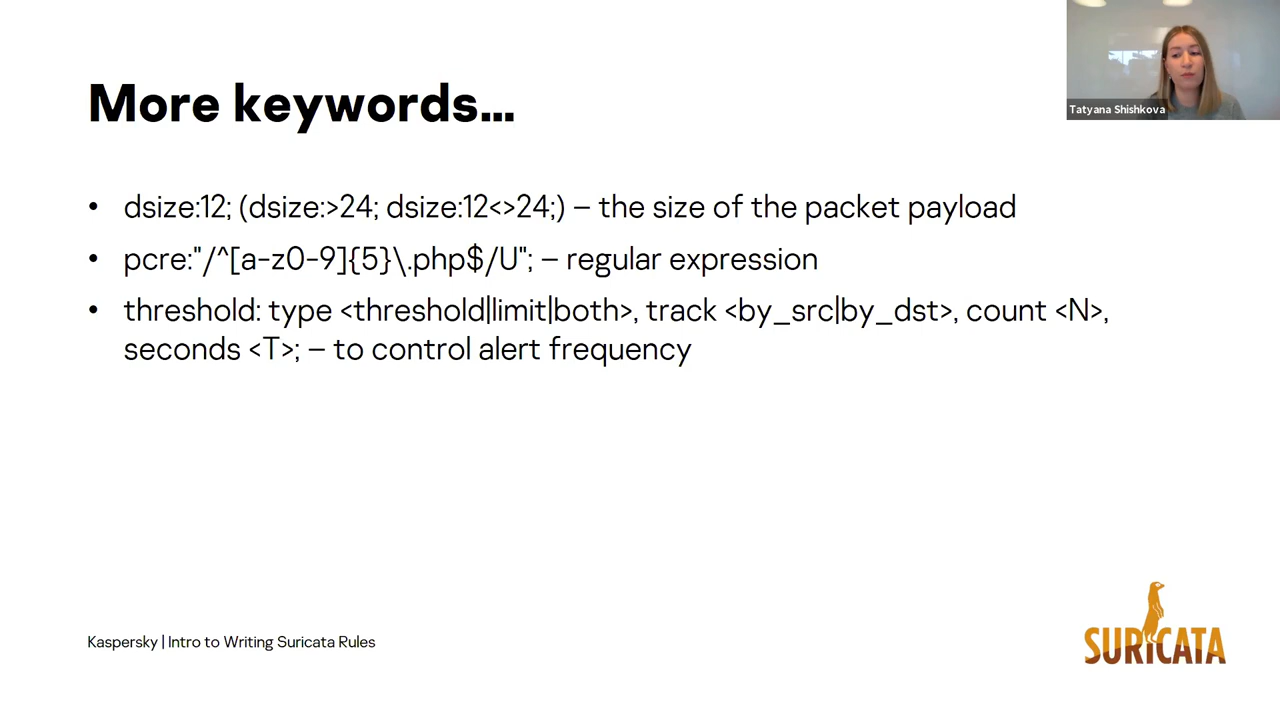 More keywords...
Tatyana Shishkova
• dsize:12; (dsize:>24; dsize:12<>24;) – the size of the packet payload
• pcre:"/^[a-z0-9]{5}\.php$/U"; – regular expression
• threshold: type <threshold|limit|both>, track <by_src|by_dst>, count <N>,
seconds <T>; – to control alert frequency
Kaspersky | Intro to Writing Suricata Rules
SURICATA